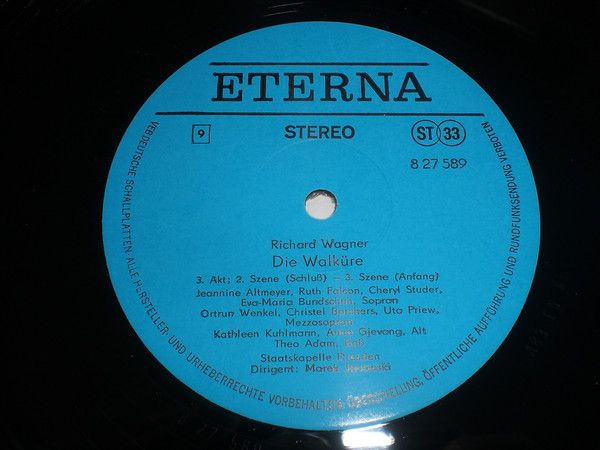 ETERNA
9
STEREO
ST 33
8 27 589
Richard Wagner
Die Walküre
3. Akt; 2. Szene (Schluß) – 3. Szene (Anfang)
Jeannine Altmeyer, Ruth Falcon, Cheryl Studer,
Eva-Maria Bundschuh, Sopran
Ortrun Wenkel, Christel Borchers, Uta Priew,
Mezzosopran
Kathleen Kuhlmann, Anne Gjevang, Alt
Theo Adam, Baß
Staatskapelle Dresden
Dirigent: Marek Janowski
VEB DEUTSCHE SCHALLPLATTEN · ALLE HERSTELLER- UND URHEBERRECHTE VORBEHALTEN, ÜBERSPIELUNG, ÖFFENTLICHE AUFFÜHRUNG UND RUNDFUNKSENDUNG VERBOTEN